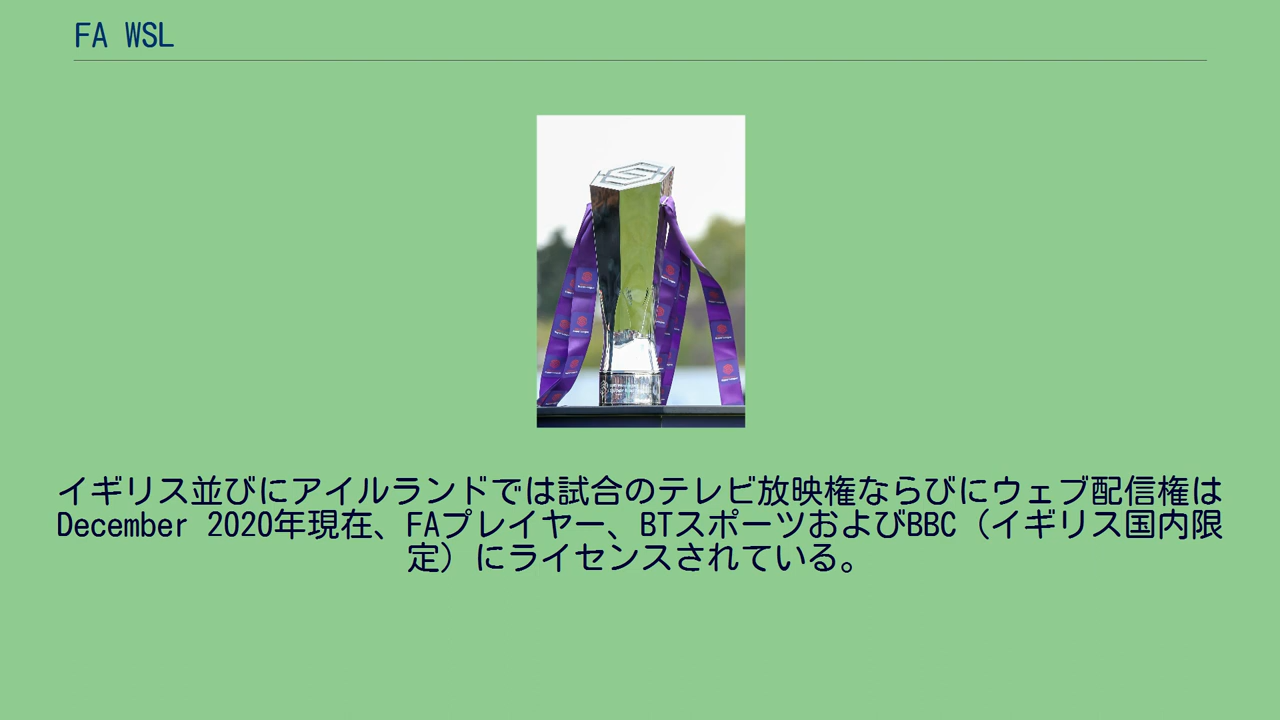 FA WSL
イギリス並びにアイルランドでは試合のテレビ放映権ならびにウェブ配信権は
December 2020年現在、FAプレイヤー、BTスポーツおよびBBC（イギリス国内限
定）にライセンスされている。